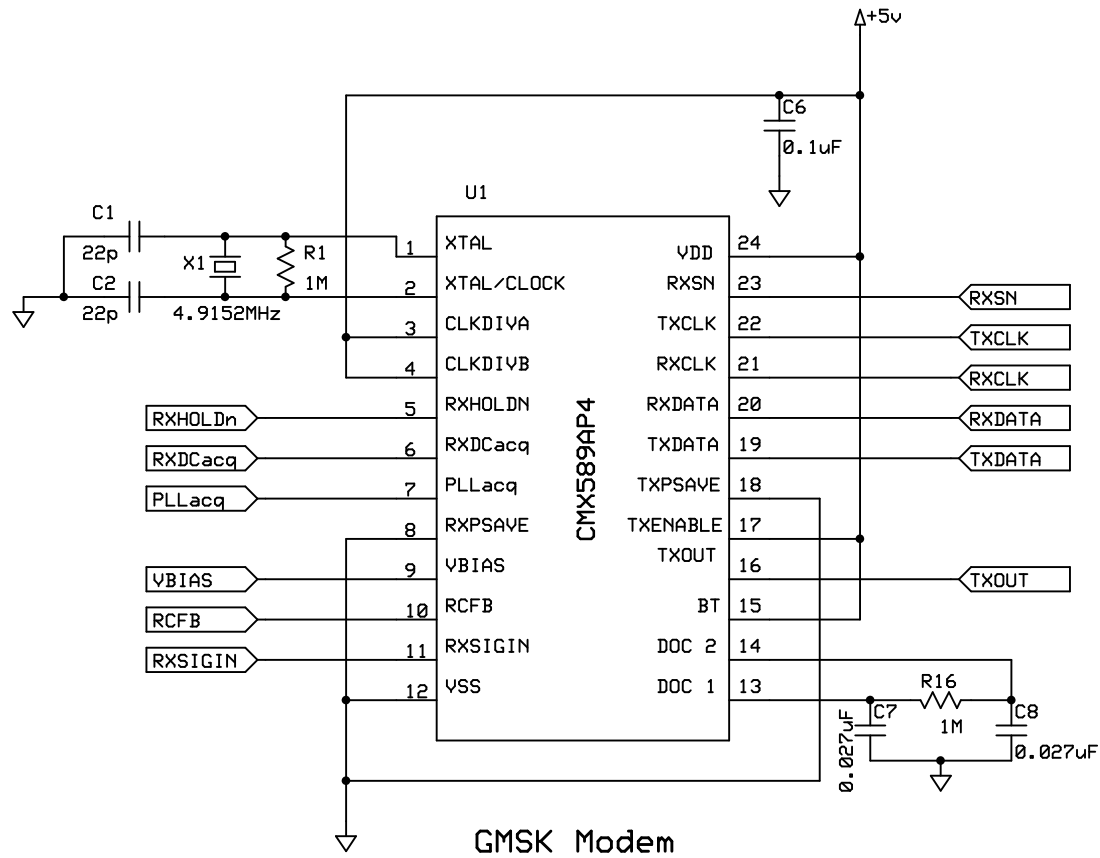 +5v
C6
0.1uF
U1
C1
22p
C2
22p
X1
4.9152MHz
R1
1M
1 XTAL
2 XTAL/CLOCK
3 CLKDIVA
4 CLKDIVB
5 RXHOLDN
6 RXDCacq
7 PLLacq
8 RXPSAVE
9 VBIAS
10 RCFB
11 RXSIGIN
12 VSS
RXHOLDn
RXDCacq
PLLacq
VBIAS
RCFB
RXSIGIN
CMX589AP4
VDD 24
RXSN 23
TXCLK 22
RXCLK 21
RXDATA 20
TXDATA 19
TXPSAVE 18
TXENABLE 17
TXOUT 16
BT 15
DOC 2 14
DOC 1 13
RXSN
TXCLK
RXCLK
RXDATA
TXDATA
TXOUT
R16
1M
C7
0.027uF
C8
0.027uF
GMSK Modem